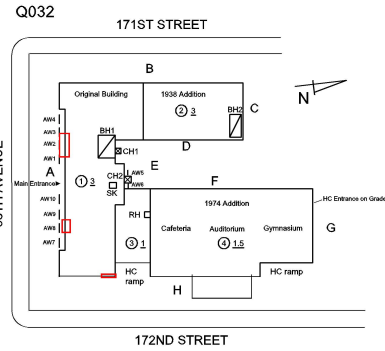 Q032
171ST STREET
B
Original Building
1938 Addition
2 3
BH2
C
N
AW4
AW3
AW2
AW1
BH1
CH1
D
E
A
Main Entrance
1 3
CH2
AW5
AW6
SK
F
AW10
AW9
AW8
AW7
RH
1974 Addition
HC Entrance on Grade
Cafeteria
Auditorium
Gymnasium
G
3 1
4 1.5
HC
ramp
HC ramp
H
172ND STREET
AVENUE